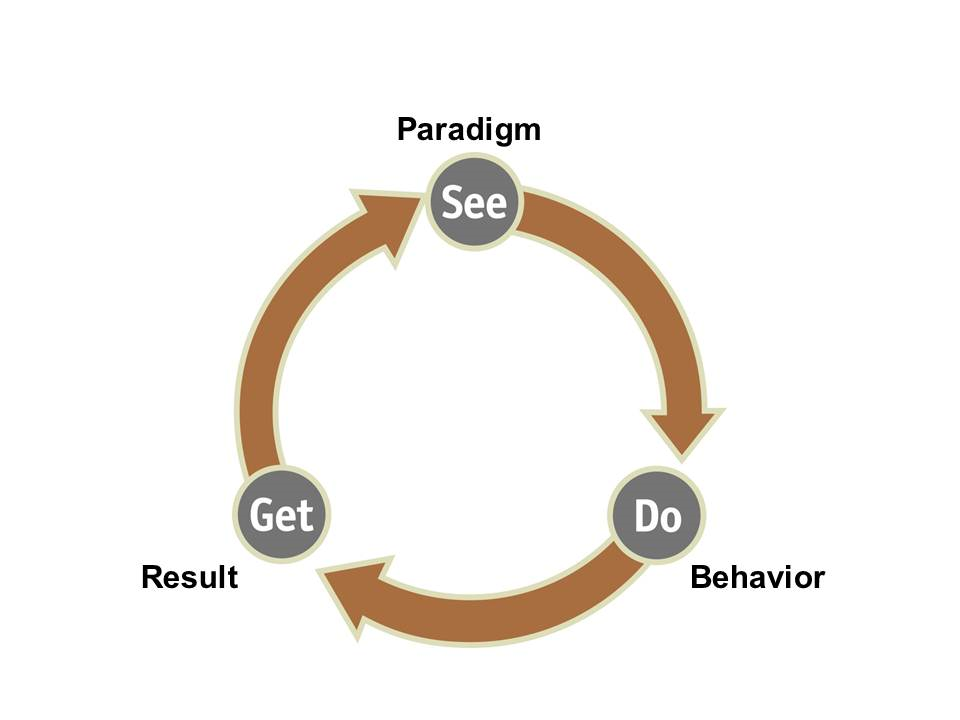 Paradigm
See
Do
Behavior
Get
Result